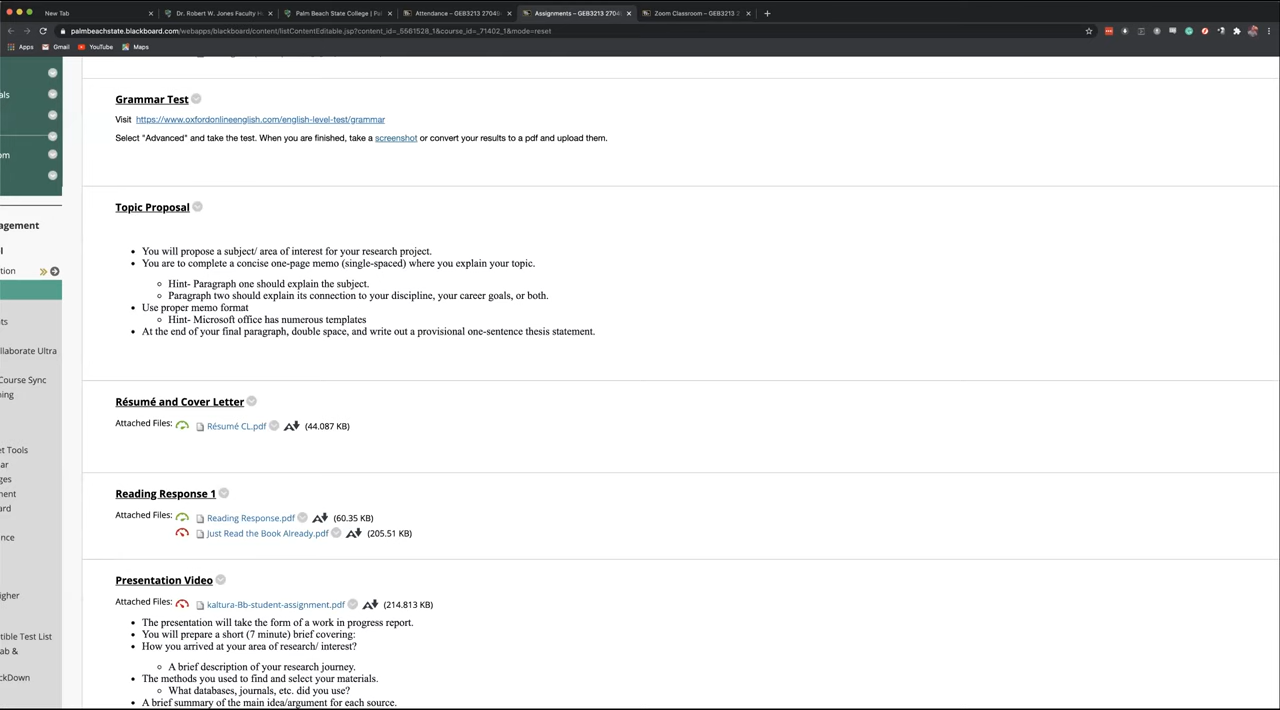 New Tab
Dr. Robert W. Jones Faculty H
Palm Beach State College | Pal
Attendance – GEB3213 27049
Assignments – GEB3213 2704
Zoom Classroom – GEB3213 2
palmbeachstate.blackboard.com/webapps/blackboard/content/listContentEditable.jsp?content_id=_5561528_1&course_id=_71402_1&mode=reset
Apps
Gmail
YouTube
Maps
als
om
agement
l
tion
ts
llaborate Ultra
Course Sync
ning
et Tools
ar
ges
ment
ard
nce
igher
tible Test List
ab &
ckDown
Grammar Test
Visit https://www.oxfordonlineenglish.com/english-level-test/grammar
Select "Advanced" and take the test. When you are finished, take a screenshot or convert your results to a pdf and upload them.
Topic Proposal
You will propose a subject/ area of interest for your research project.
You are to complete a concise one-page memo (single-spaced) where you explain your topic.
Hint- Paragraph one should explain the subject.
Paragraph two should explain its connection to your discipline, your career goals, or both.
Use proper memo format
Hint- Microsoft office has numerous templates
At the end of your final paragraph, double space, and write out a provisional one-sentence thesis statement.
Résumé and Cover Letter
Attached Files: Résumé CL.pdf (44.087 KB)
Reading Response 1
Attached Files: Reading Response.pdf (60.35 KB)
Just Read the Book Already.pdf (205.51 KB)
Presentation Video
Attached Files: kaltura-Bb-student-assignment.pdf (214.813 KB)
The presentation will take the form of a work in progress report.
You will prepare a short (7 minute) brief covering:
How you arrived at your area of research/ interest?
A brief description of your research journey.
The methods you used to find and select your materials.
What databases, journals, etc. did you use?
A brief summary of the main idea/argument for each source.